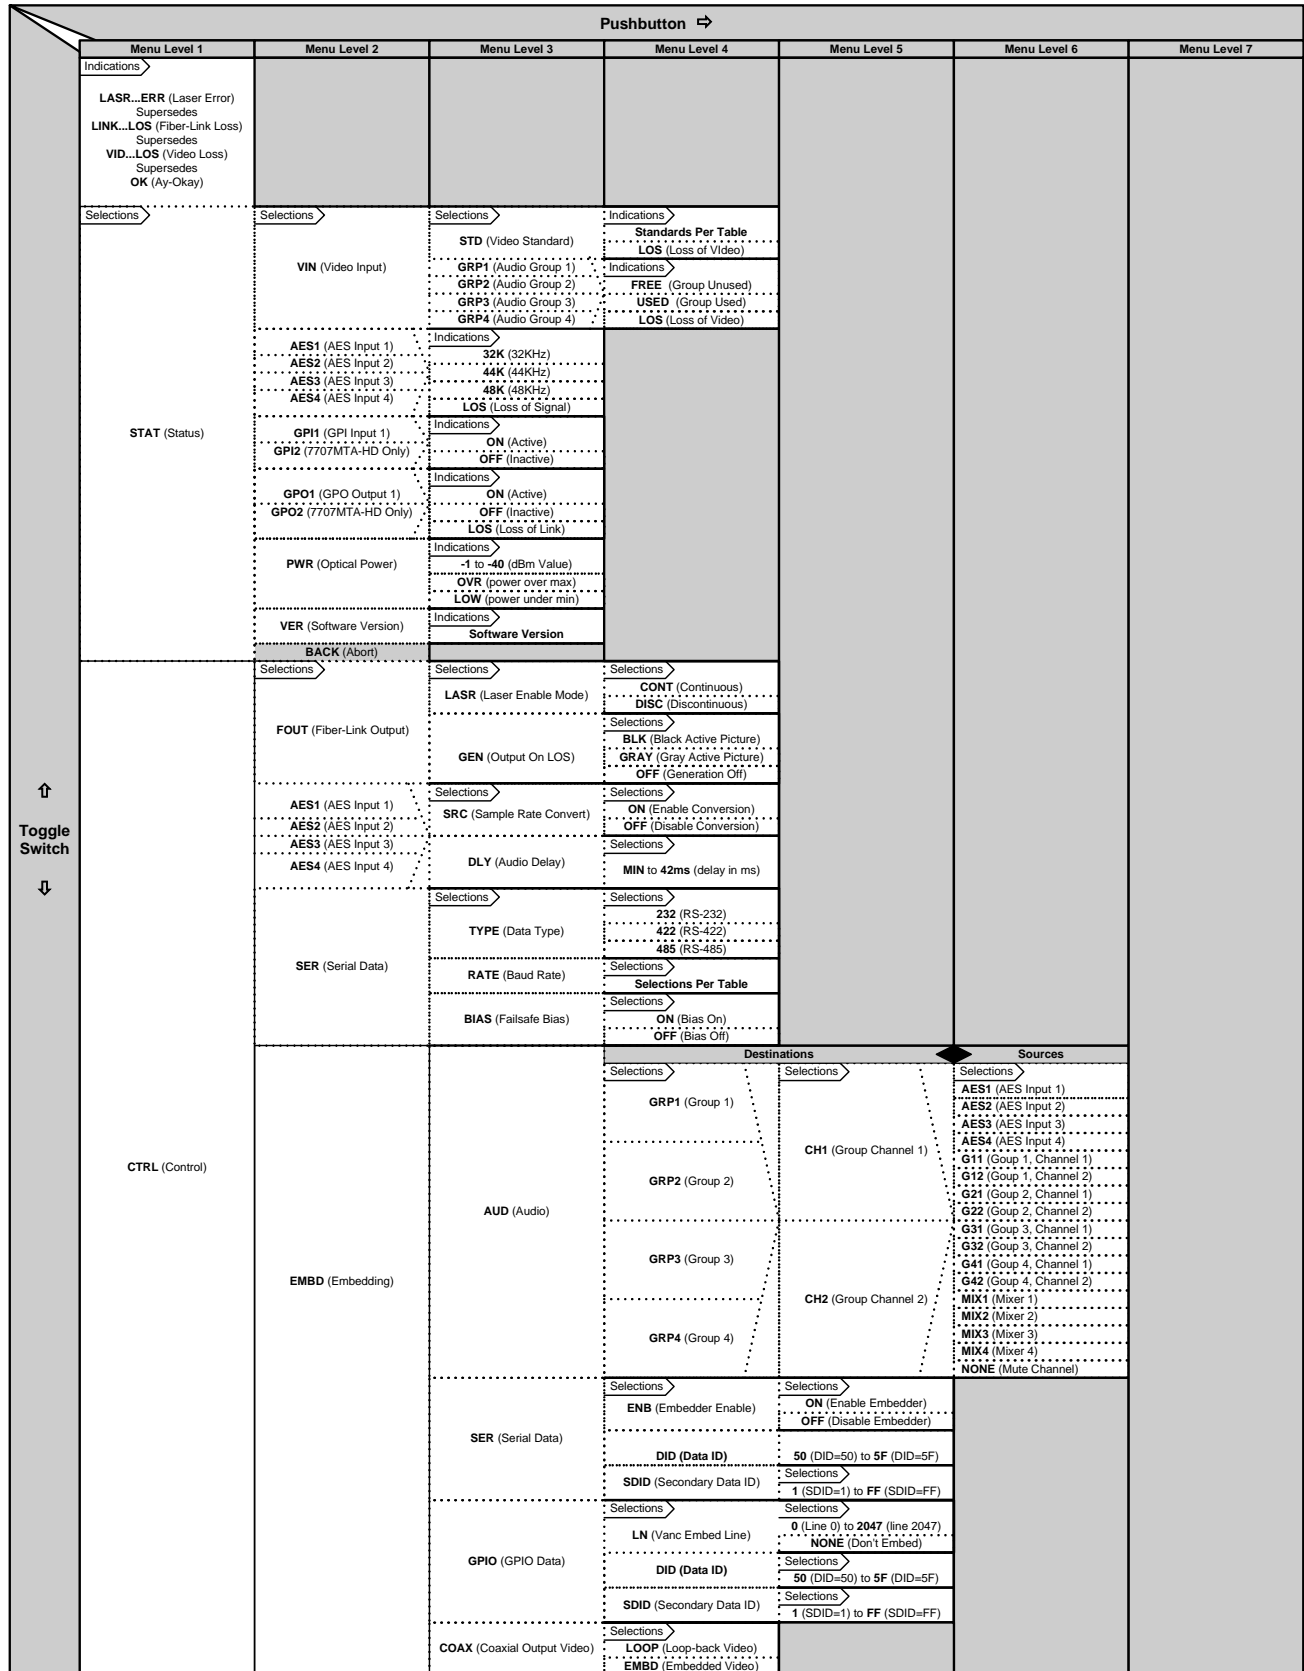 Pushbutton ⇨
Menu Level 1 Menu Level 2 Menu Level 3 Menu Level 4 Menu Level 5 Menu Level 6 Menu Level 7
Indications
LASR...ERR (Laser Error)
Supersedes
LINK...LOS (Fiber-Link Loss)
Supersedes
VID...LOS (Video Loss)
Supersedes
OK (Ay-Okay)
Selections
STAT (Status)
Selections
VIN (Video Input)
Selections
STD (Video Standard)
Indications
Standards Per Table
LOS (Loss of VIdeo)
GRP1 (Audio Group 1)
GRP2 (Audio Group 2)
GRP3 (Audio Group 3)
GRP4 (Audio Group 4)
Indications
FREE (Group Unused)
USED (Group Used)
LOS (Loss of Video)
AES1 (AES Input 1)
AES2 (AES Input 2)
AES3 (AES Input 3)
AES4 (AES Input 4)
Indications
32K (32KHz)
44K (44KHz)
48K (48KHz)
LOS (Loss of Signal)
GPI1 (GPI Input 1)
GPI2 (7707MTA-HD Only)
Indications
ON (Active)
OFF (Inactive)
GPO1 (GPO Output 1)
GPO2 (7707MTA-HD Only)
Indications
ON (Active)
OFF (Inactive)
LOS (Loss of Link)
PWR (Optical Power)
Indications
-1 to -40 (dBm Value)
OVR (power over max)
LOW (power under min)
VER (Software Version)
Indications
Software Version
BACK (Abort)
⇧
Toggle
Switch
⇩
CTRL (Control)
Selections
FOUT (Fiber-Link Output)
Selections
LASR (Laser Enable Mode)
Selections
CONT (Continuous)
DISC (Discontinuous)
GEN (Output On LOS)
Selections
BLK (Black Active Picture)
GRAY (Gray Active Picture)
OFF (Generation Off)
AES1 (AES Input 1)
AES2 (AES Input 2)
AES3 (AES Input 3)
AES4 (AES Input 4)
Selections
SRC (Sample Rate Convert)
Selections
ON (Enable Conversion)
OFF (Disable Conversion)
DLY (Audio Delay)
Selections
MIN to 42ms (delay in ms)
SER (Serial Data)
Selections
TYPE (Data Type)
Selections
232 (RS-232)
422 (RS-422)
485 (RS-485)
RATE (Baud Rate)
Selections
Selections Per Table
BIAS (Failsafe Bias)
Selections
ON (Bias On)
OFF (Bias Off)
EMBD (Embedding)
AUD (Audio)
Destinations Sources
Selections
GRP1 (Group 1)
GRP2 (Group 2)
GRP3 (Group 3)
GRP4 (Group 4)
Selections
CH1 (Group Channel 1)
CH2 (Group Channel 2)
Selections
AES1 (AES Input 1)
AES2 (AES Input 2)
AES3 (AES Input 3)
AES4 (AES Input 4)
G11 (Goup 1, Channel 1)
G12 (Goup 1, Channel 2)
G21 (Goup 2, Channel 1)
G22 (Goup 2, Channel 2)
G31 (Goup 3, Channel 1)
G32 (Goup 3, Channel 2)
G41 (Goup 4, Channel 1)
G42 (Goup 4, Channel 2)
MIX1 (Mixer 1)
MIX2 (Mixer 2)
MIX3 (Mixer 3)
MIX4 (Mixer 4)
NONE (Mute Channel)
SER (Serial Data)
Selections
ENB (Embedder Enable)
Selections
ON (Enable Embedder)
OFF (Disable Embedder)
DID (Data ID)
50 (DID=50) to 5F (DID=5F)
SDID (Secondary Data ID)
Selections
1 (SDID=1) to FF (SDID=FF)
GPIO (GPIO Data)
Selections
LN (Vanc Embed Line)
Selections
0 (Line 0) to 2047 (line 2047)
NONE (Don't Embed)
DID (Data ID)
Selections
50 (DID=50) to 5F (DID=5F)
SDID (Secondary Data ID)
Selections
1 (SDID=1) to FF (SDID=FF)
COAX (Coaxial Output Video)
Selections
LOOP (Loop-back Video)
EMBD (Embedded Video)